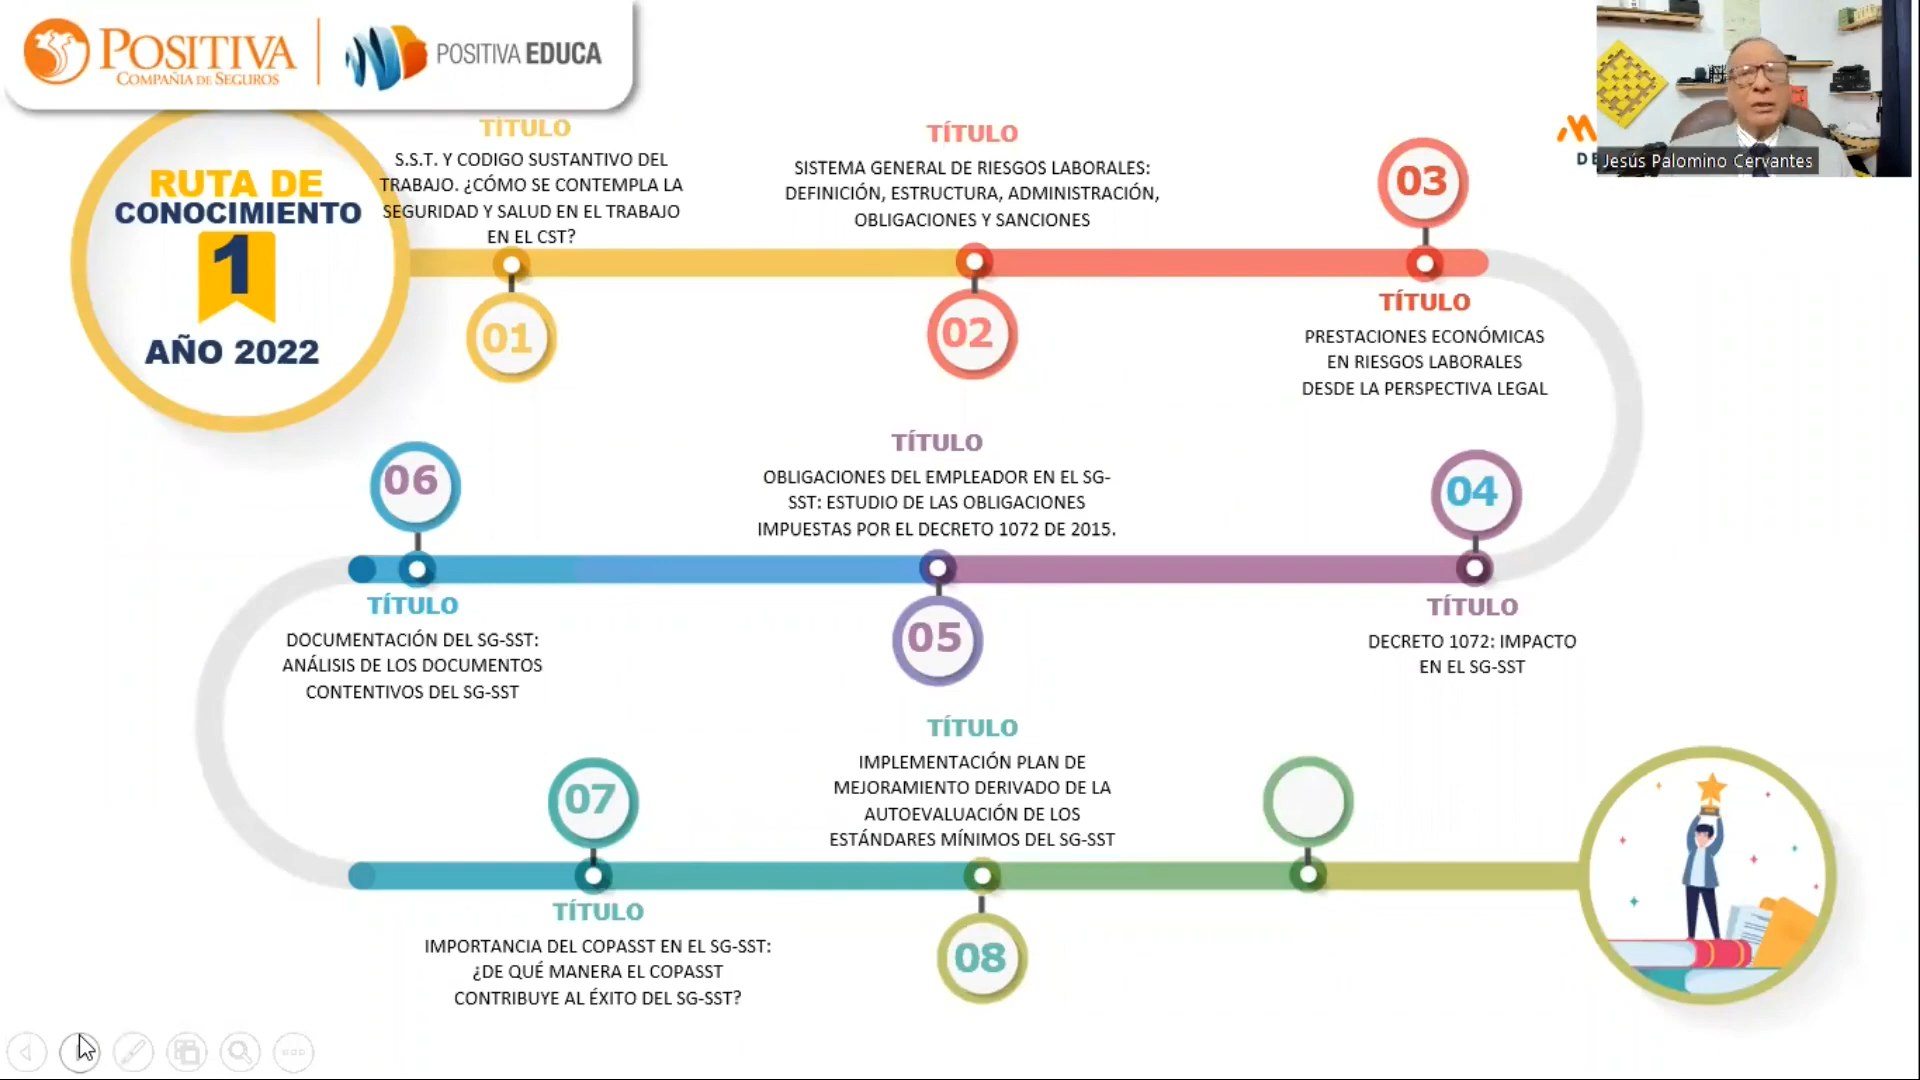 POSITIVA
COMPAÑIA DE SEGUROS
POSITIVA EDUCA
RUTA DE
CONOCIMIENTO
1
AÑO 2022
TÍTULO
S.S.T. Y CODIGO SUSTANTIVO DEL
TRABAJO. ¿CÓMO SE CONTEMPLA LA
SEGURIDAD Y SALUD EN EL TRABAJO
EN EL CST?
01
TÍTULO
SISTEMA GENERAL DE RIESGOS LABORALES:
DEFINICIÓN, ESTRUCTURA, ADMINISTRACIÓN,
OBLIGACIONES Y SANCIONES
02
03
TÍTULO
PRESTACIONES ECONÓMICAS
EN RIESGOS LABORALES
DESDE LA PERSPECTIVA LEGAL
DE
Jesús Palomino Cervantes
04
TÍTULO
DECRETO 1072: IMPACTO
EN EL SG-SST
TÍTULO
OBLIGACIONES DEL EMPLEADOR EN EL SG-
SST: ESTUDIO DE LAS OBLIGACIONES
IMPUESTAS POR EL DECRETO 1072 DE 2015.
05
06
TÍTULO
DOCUMENTACIÓN DEL SG-SST:
ANÁLISIS DE LOS DOCUMENTOS
CONTENTIVOS DEL SG-SST
07
TÍTULO
IMPORTANCIA DEL COPASST EN EL SG-SST:
¿DE QUÉ MANERA EL COPASST
CONTRIBUYE AL ÉXITO DEL SG-SST?
TÍTULO
IMPLEMENTACIÓN PLAN DE
MEJORAMIENTO DERIVADO DE LA
AUTOEVALUACIÓN DE LOS
ESTÁNDARES MÍNIMOS DEL SG-SST
08